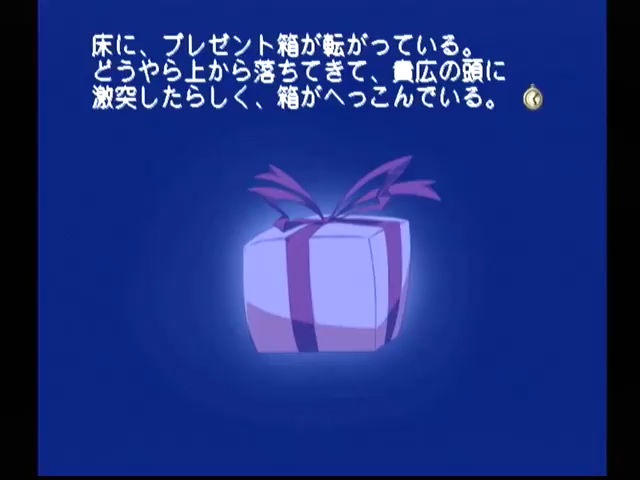 床に、プレゼント箱が転がっている。
どうやら上から落ちてきて、貴広の頭に
激突したらしく、箱がへっこんでいる。